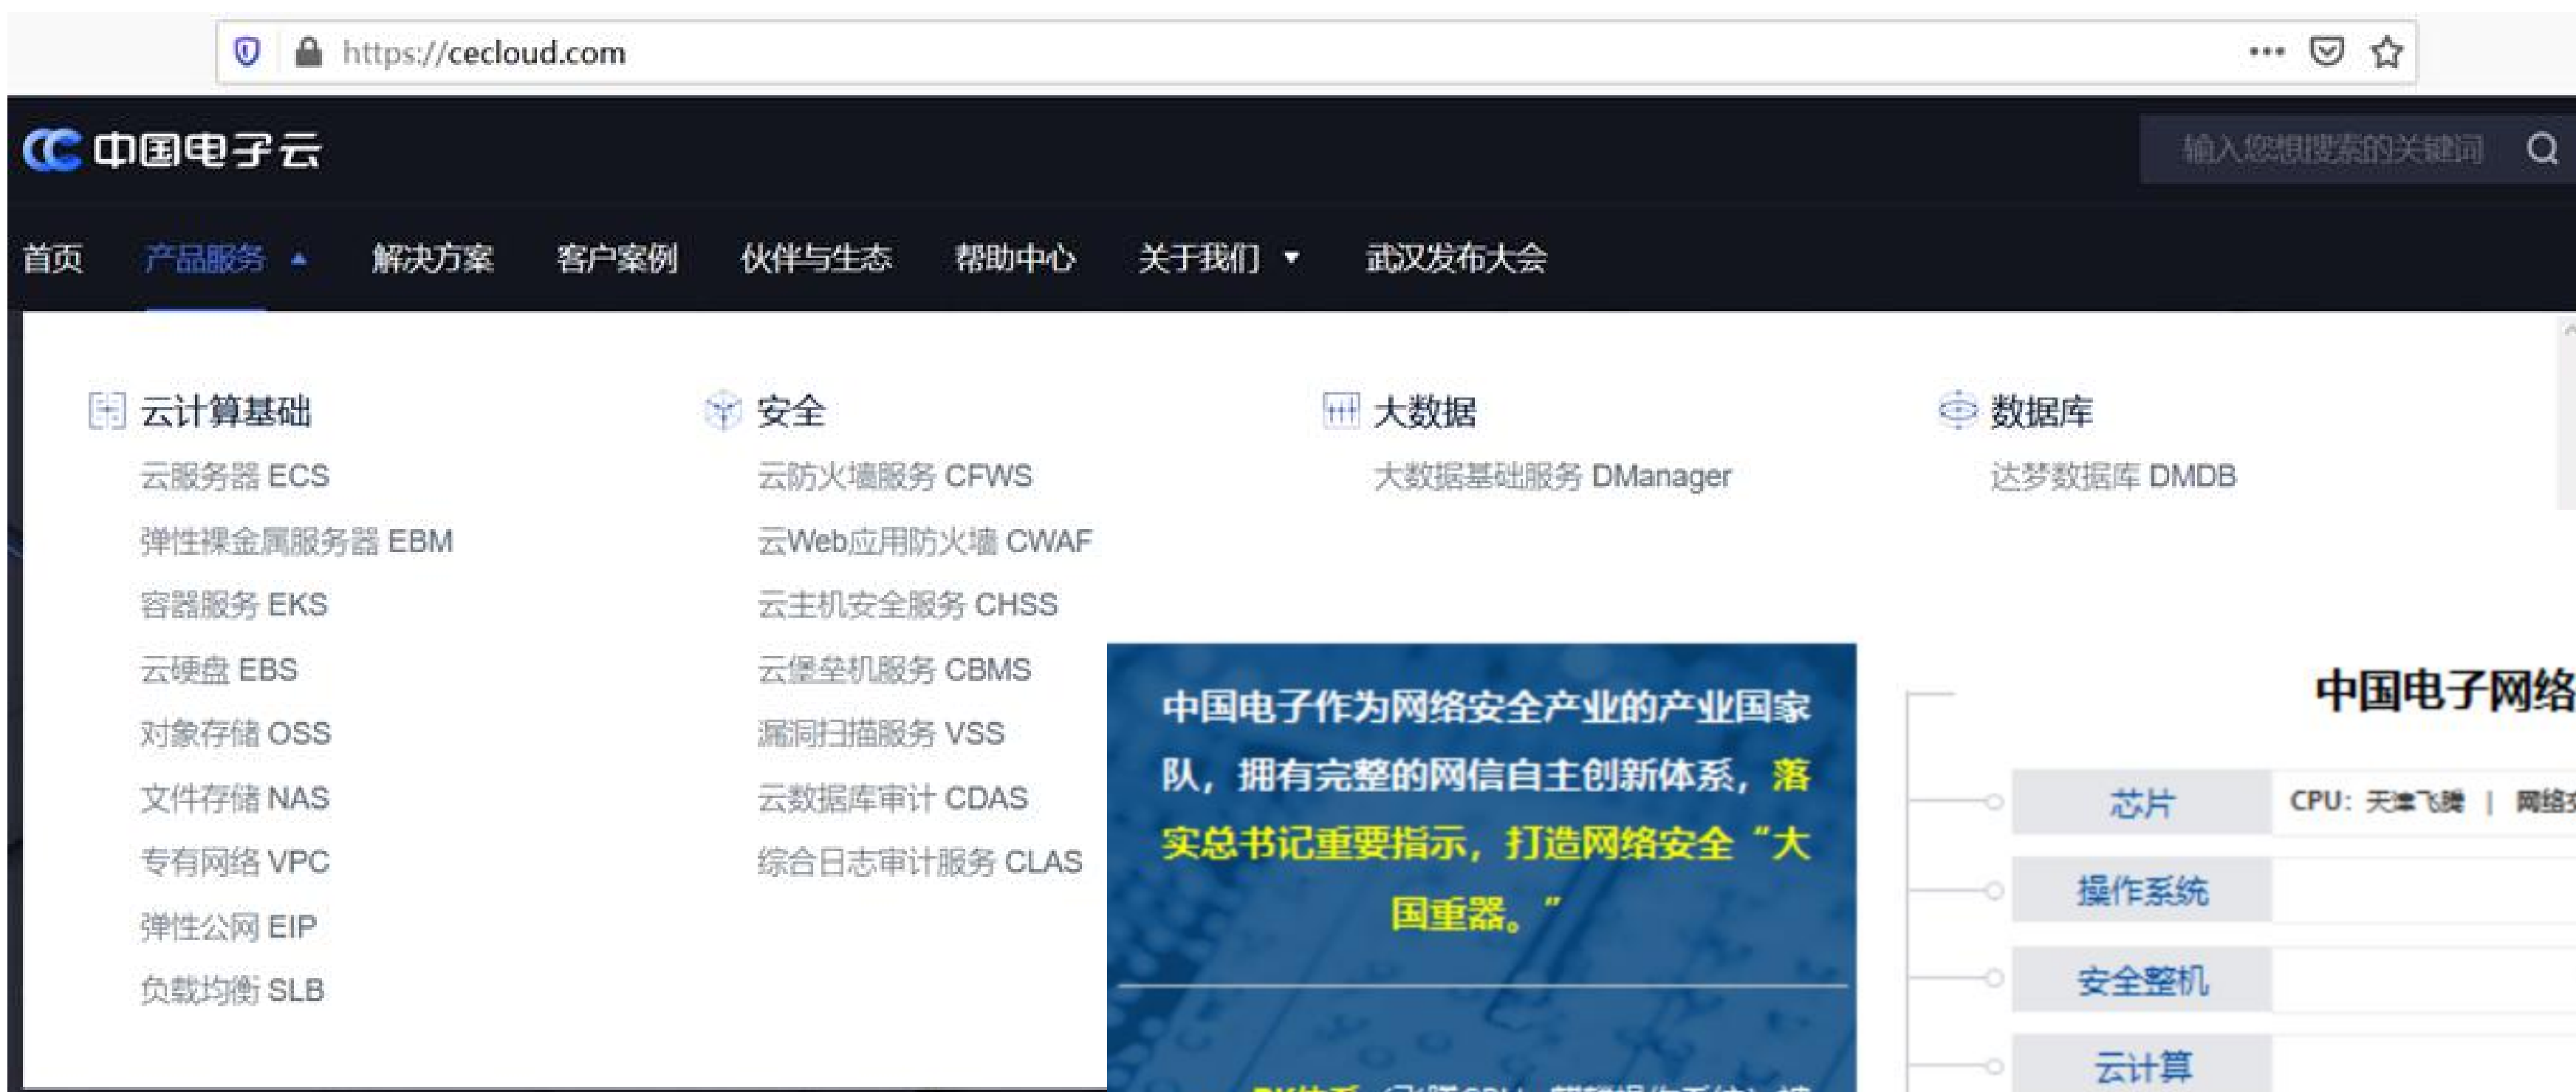 https://cecloud.com
中国电子云
输入您想搜索的关键词
首页 产品服务 解决方案 客户案例 伙伴与生态 帮助中心 关于我们 武汉发布大会
云计算基础
云服务器 ECS
弹性裸金属服务器 EBM
容器服务 EKS
云硬盘 EBS
对象存储 OSS
文件存储 NAS
专有网络 VPC
弹性公网 EIP
负载均衡 SLB
安全
云防火墙服务 CFWS
云Web应用防火墙 CWAF
云主机安全服务 CHSS
云堡垒机服务 CBMS
漏洞扫描服务 VSS
云数据库审计 CDAS
综合日志审计服务 CLAS
大数据
大数据基础服务 DManager
数据库
达梦数据库 DMDB
中国电子作为网络安全产业的产业国家
队，拥有完整的网信自主创新体系，落
实总书记重要指示，打造网络安全“大
国重器。”
中国电子网络
芯片
CPU：天津飞腾 | 网络
操作系统
安全整机
云计算